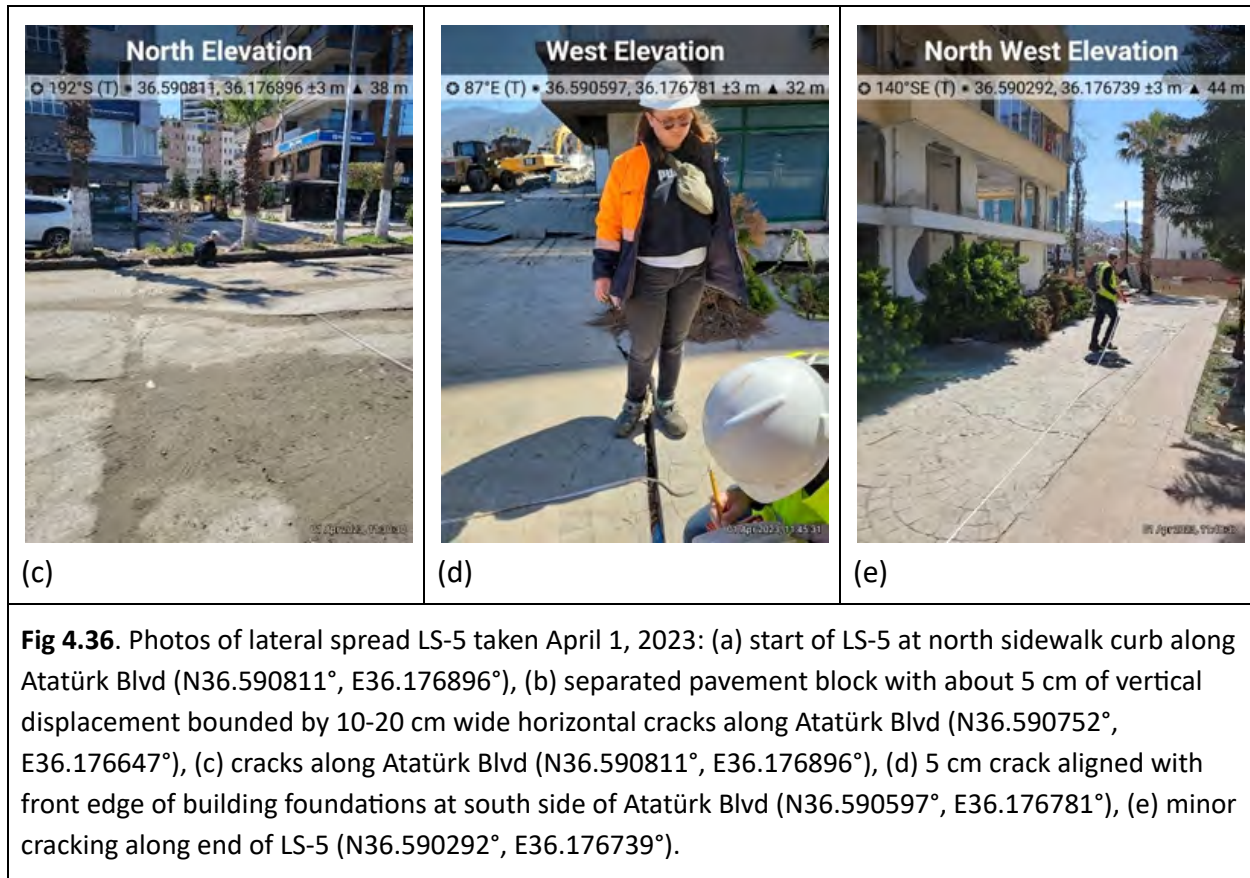 North Elevation
192°S (T) ● 36.590811, 36.176896 ±3 m ▲ 38 m
West Elevation
87°E (T) ● 36.590597, 36.176781 ±3 m ▲ 32 m
North West Elevation
140°SE (T) ● 36.590292, 36.176739 ±3 m ▲ 44 m
01 Apr 2023, 11:45:31
(c)
(d)
(e)
Fig 4.36. Photos of lateral spread LS-5 taken April 1, 2023: (a) start of LS-5 at north sidewalk curb along
Atatürk Blvd (N36.590811°, E36.176896°), (b) separated pavement block with about 5 cm of vertical
displacement bounded by 10-20 cm wide horizontal cracks along Atatürk Blvd (N36.590752°,
E36.176647°), (c) cracks along Atatürk Blvd (N36.590811°, E36.176896°), (d) 5 cm crack aligned with
front edge of building foundations at south side of Atatürk Blvd (N36.590597°, E36.176781°), (e) minor
cracking along end of LS-5 (N36.590292°, E36.176739°).